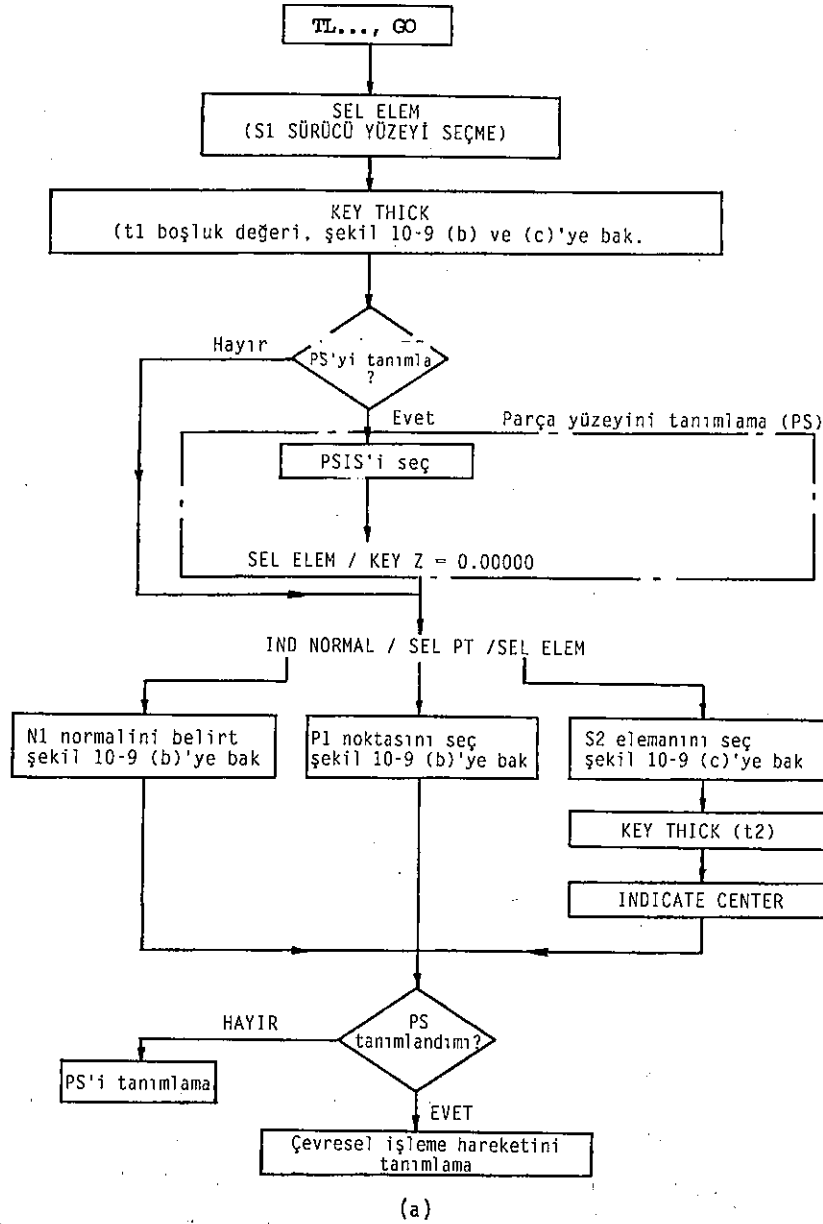 TL..., GO
SEL ELEM
(S1 SÜRÜCÜ YÜZEYİ SEÇME)
KEY THICK
(t1 boşluk değeri, şekil 10-9 (b) ve (c)'ye bak.
Hayır
PS'yi tanımla
?
Evet
Parça yüzeyini tanımlama (PS)
PSIS'i seç
SEL ELEM / KEY Z = 0.00000
IND NORMAL / SEL PT /SEL ELEM
N1 normalini belirt
şekil 10-9 (b)'ye bak
P1 noktasını seç
şekil 10-9 (b)'ye bak
S2 elemanını seç
şekil 10-9 (c)'ye bak
KEY THICK (t2)
INDICATE CENTER
HAYIR
PS
tanımlandımı?
PS'i tanımlama
EVET
Çevresel işleme hareketini
tanımlama
(a)